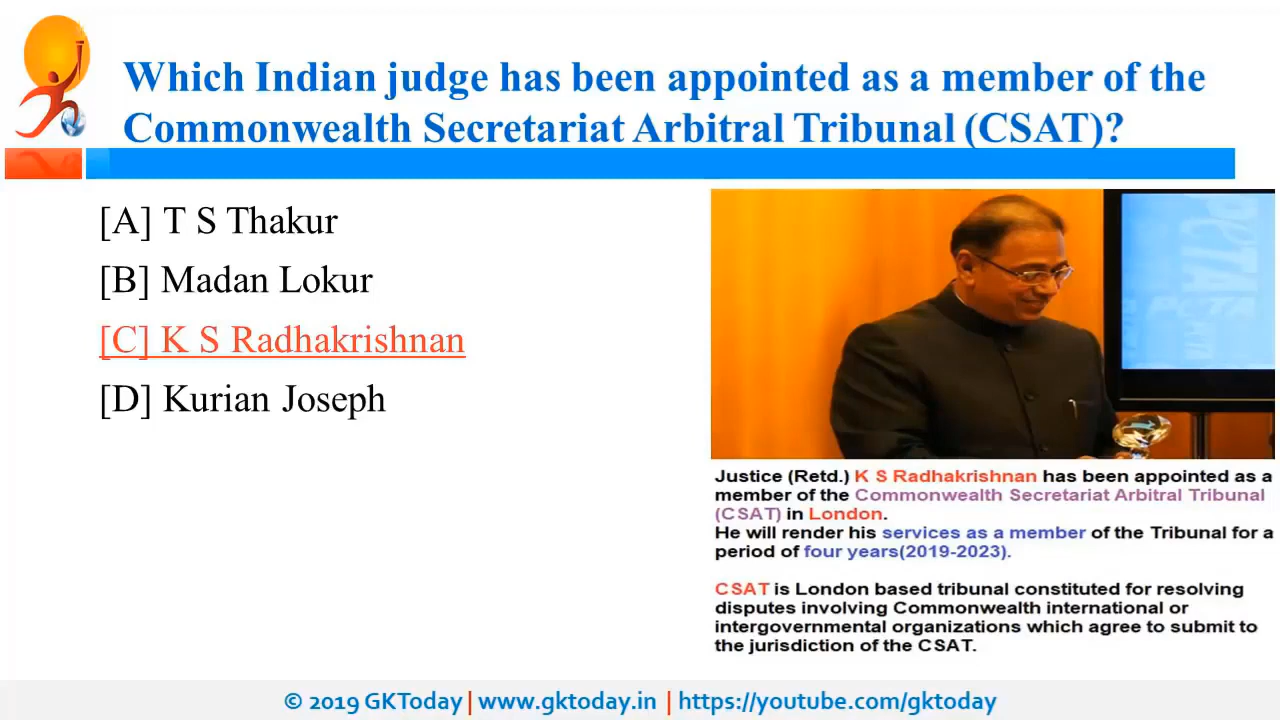 Which Indian judge has been appointed as a member of the
Commonwealth Secretariat Arbitral Tribunal (CSAT)?
[A] T S Thakur
[B] Madan Lokur
[C] K S Radhakrishnan
[D] Kurian Joseph
Justice (Retd.) K S Radhakrishnan has been appointed as a
member of the Commonwealth Secretariat Arbitral Tribunal
(CSAT) in London.
He will render his services as a member of the Tribunal for a
period of four years(2019-2023).
CSAT is London based tribunal constituted for resolving
disputes involving Commonwealth international or
intergovernmental organizations which agree to submit to
the jurisdiction of the CSAT.
© 2019 GKToday | www.gktoday.in | https://youtube.com/gktoday